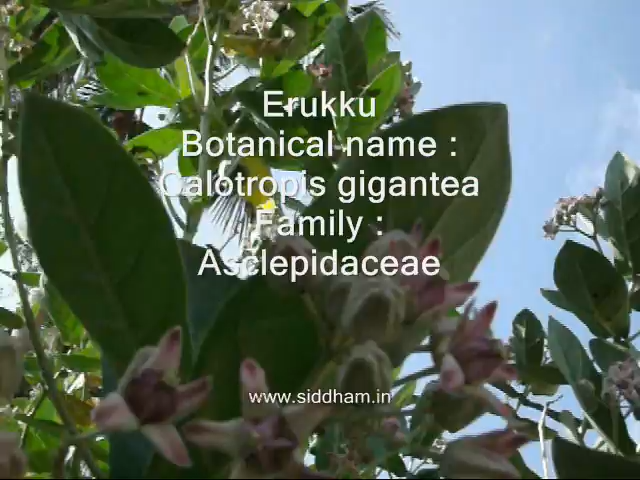 Erukku
Botanical name :
Calotropis gigantea
Family :
Asclepidaceae
www.siddham.in